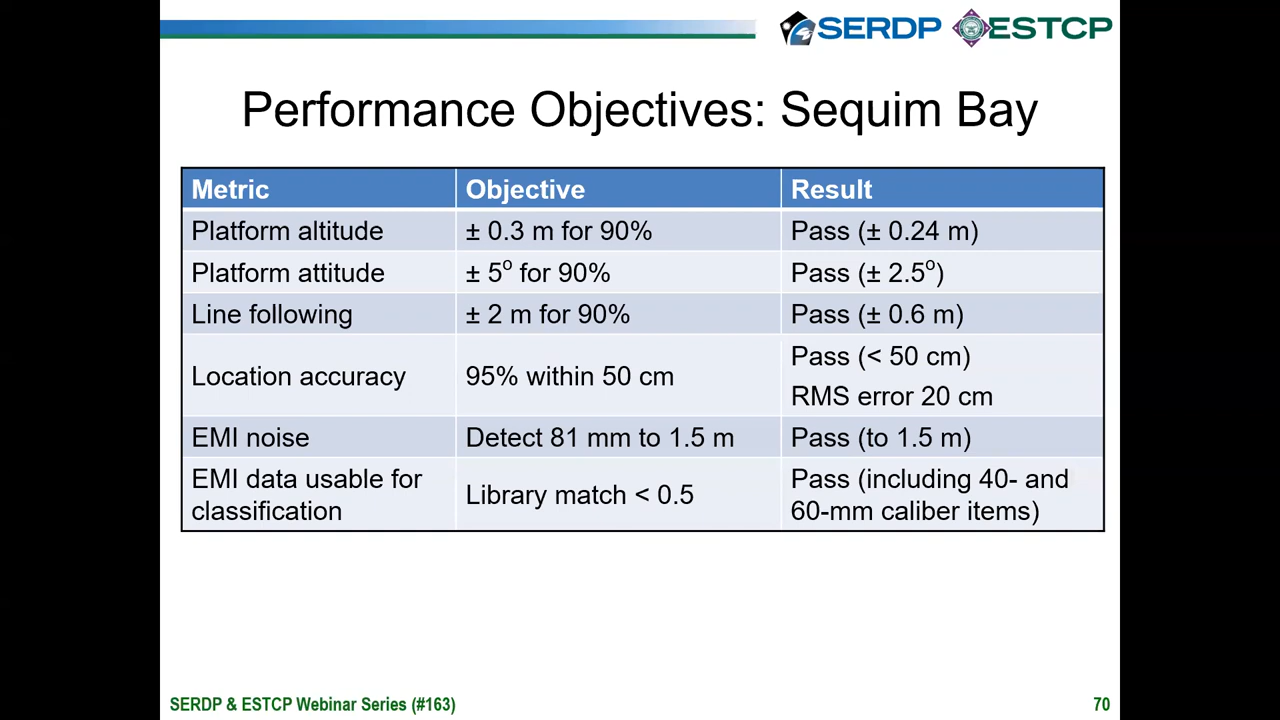 SERDP ESTCP
Performance Objectives: Sequim Bay
Metric Objective Result
Platform altitude ± 0.3 m for 90% Pass (± 0.24 m)
Platform attitude ± 5º for 90% Pass (± 2.5º)
Line following ± 2 m for 90% Pass (± 0.6 m)
Location accuracy 95% within 50 cm Pass (< 50 cm)
RMS error 20 cm
EMI noise Detect 81 mm to 1.5 m Pass (to 1.5 m)
EMI data usable for
classification Library match < 0.5 Pass (including 40- and
60-mm caliber items)
SERDP & ESTCP Webinar Series (#163) 70